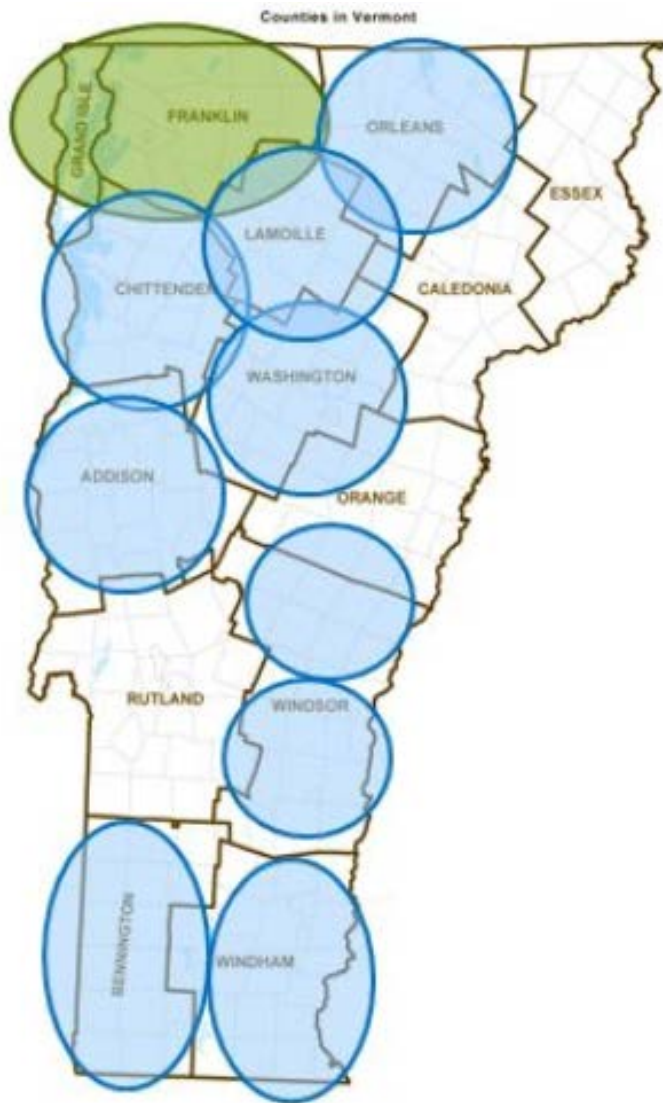 Counties in Vermont
GRAND ISLE
FRANKLIN
ORLEANS
ESSEX
LAMOILLE
CHITTENDEN
CALEDONIA
WASHINGTON
ADDISON
ORANGE
RUTLAND
WINDSOR
BENNINGTON
WINDHAM